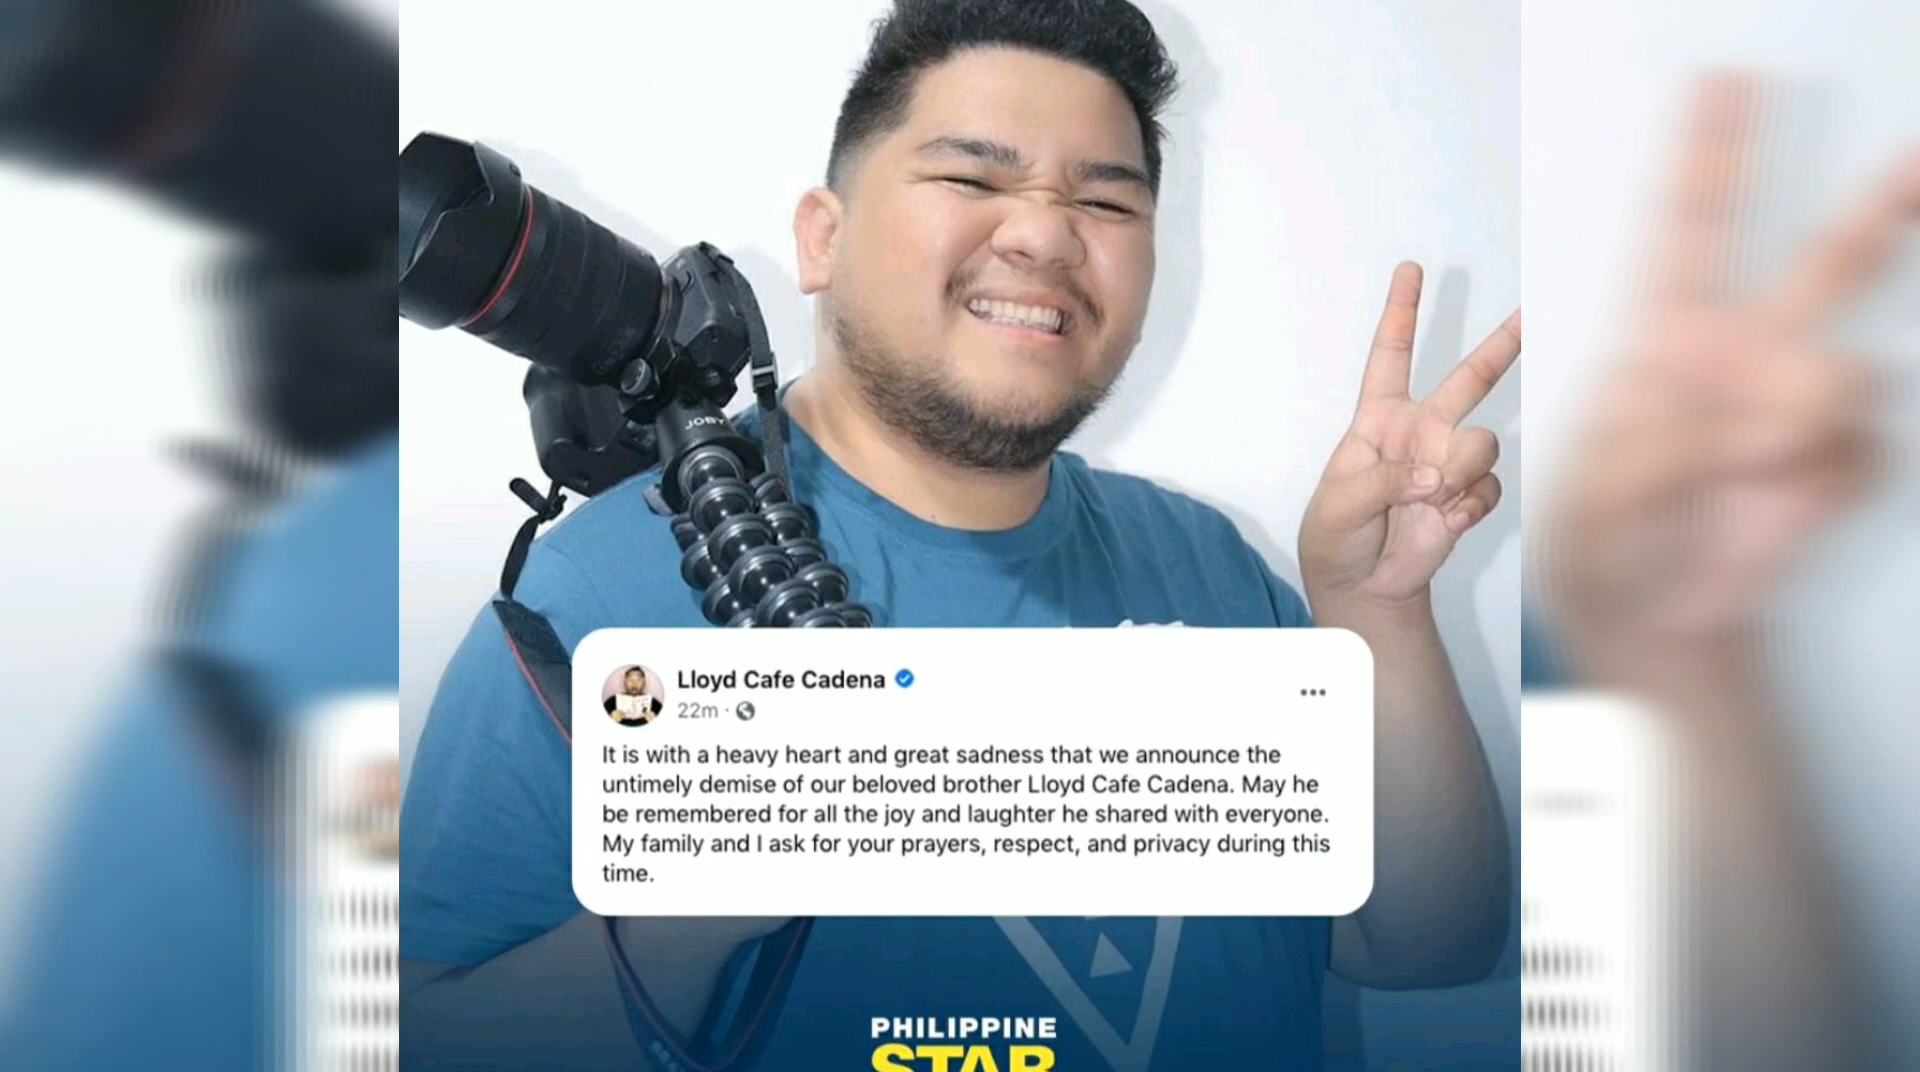 JOBY
Lloyd Cafe Cadena
22m ·
It is with a heavy heart and great sadness that we announce the
untimely demise of our beloved brother Lloyd Cafe Cadena. May he
be remembered for all the joy and laughter he shared with everyone.
My family and I ask for your prayers, respect, and privacy during this
time.
PHILIPPINE
STAR